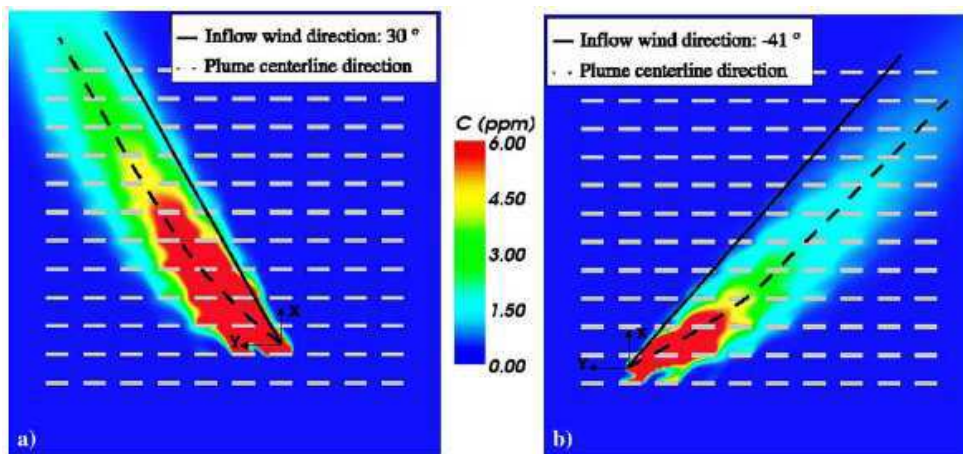 Inflow wind direction: 30 °
Plume centerline direction
Inflow wind direction: -41 °
Plume centerline direction
C (ppm)
6.00
4.50
3.00
1.50
0.00
X
Y
X
Y
a)
b)